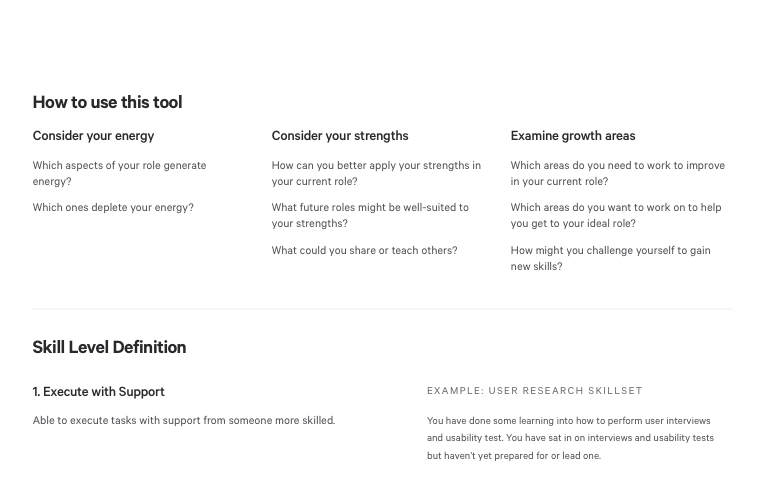 How to use this tool
Consider your energy
Which aspects of your role generate
energy?
Which ones deplete your energy?
Consider your strengths
How can you better apply your strengths in
your current role?
What future roles might be well-suited to
your strengths?
What could you share or teach others?
Examine growth areas
Which areas do you need to work to improve
in your current role?
Which areas do you want to work on to help
you get to your ideal role?
How might you challenge yourself to gain
new skills?
Skill Level Definition
1. Execute with Support
Able to execute tasks with support from someone more skilled.
EXAMPLE: USER RESEARCH SKILLSET
You have done some learning into how to perform user interviews
and usability test. You have sat in on interviews and usability tests
but haven't yet prepared for or lead one.